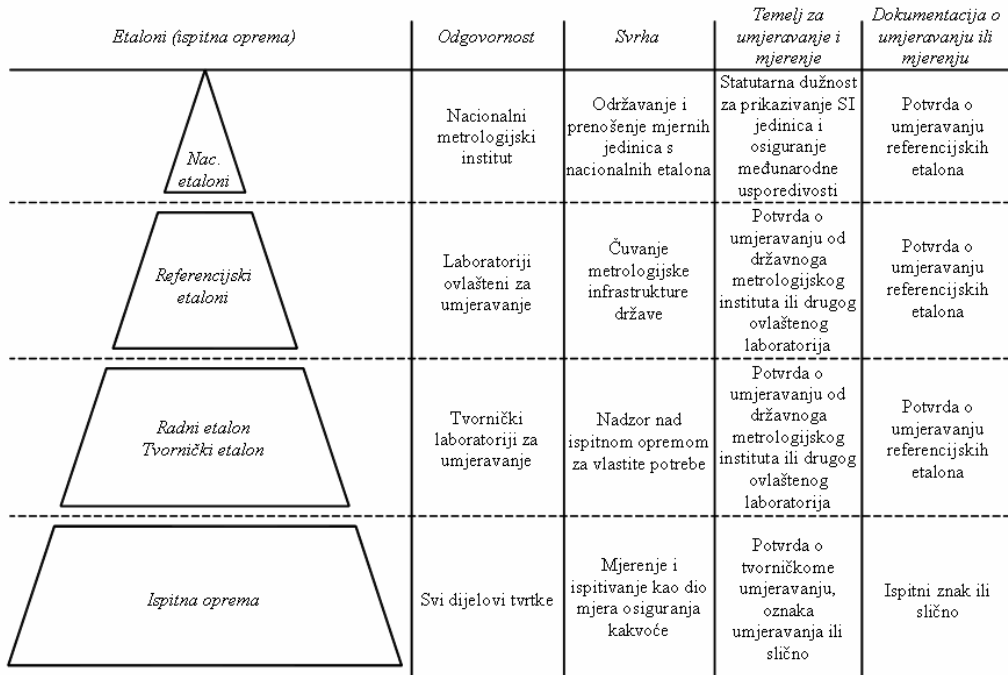 Etaloni (ispitna oprema)
Odgovornost
Svrha
Temelj za
umjeravanje i
mjerenje
Dokumentacija o
umjeravanju ili
mjerenju
Nac.
etaloni
Nacionalni
metrologijski
institut
Održavanje i
prenošenje mjernih
jedinica s
nacionalnih etalona
Statutarna dužnost
za prikazivanje SI
jedinica i
osiguranje
međunarodne
usporedivosti
Potvrda o
umjeravanju
referencijskih
etalona
Referencijski
etaloni
Laboratoriji
ovlašteni za
umjeravanje
Čuvanje
metrologijske
infrastrukture
države
Potvrda o
umjeravanju od
državnoga
metrologijskog
instituta ili drugog
ovlaštenog
laboratorija
Potvrda o
umjeravanju
referencijskih
etalona
Radni etalon
Tvornički etalon
Tvornički
laboratoriji za
umjeravanje
Nadzor nad
ispitnom opremom
za vlastite potrebe
Potvrda o
umjeravanju od
državnoga
metrologijskog
instituta ili drugog
ovlaštenog
laboratorija
Potvrda o
umjeravanju
referencijskih
etalona
Ispitna oprema
Svi dijelovi tvrtke
Mjerenje i
ispitivanje kao dio
mjera osiguranja
kakvoće
Potvrda o
tvorničkome
umjeravanju,
oznaka
umjeravanja ili
slično
Ispitni znak ili
slično